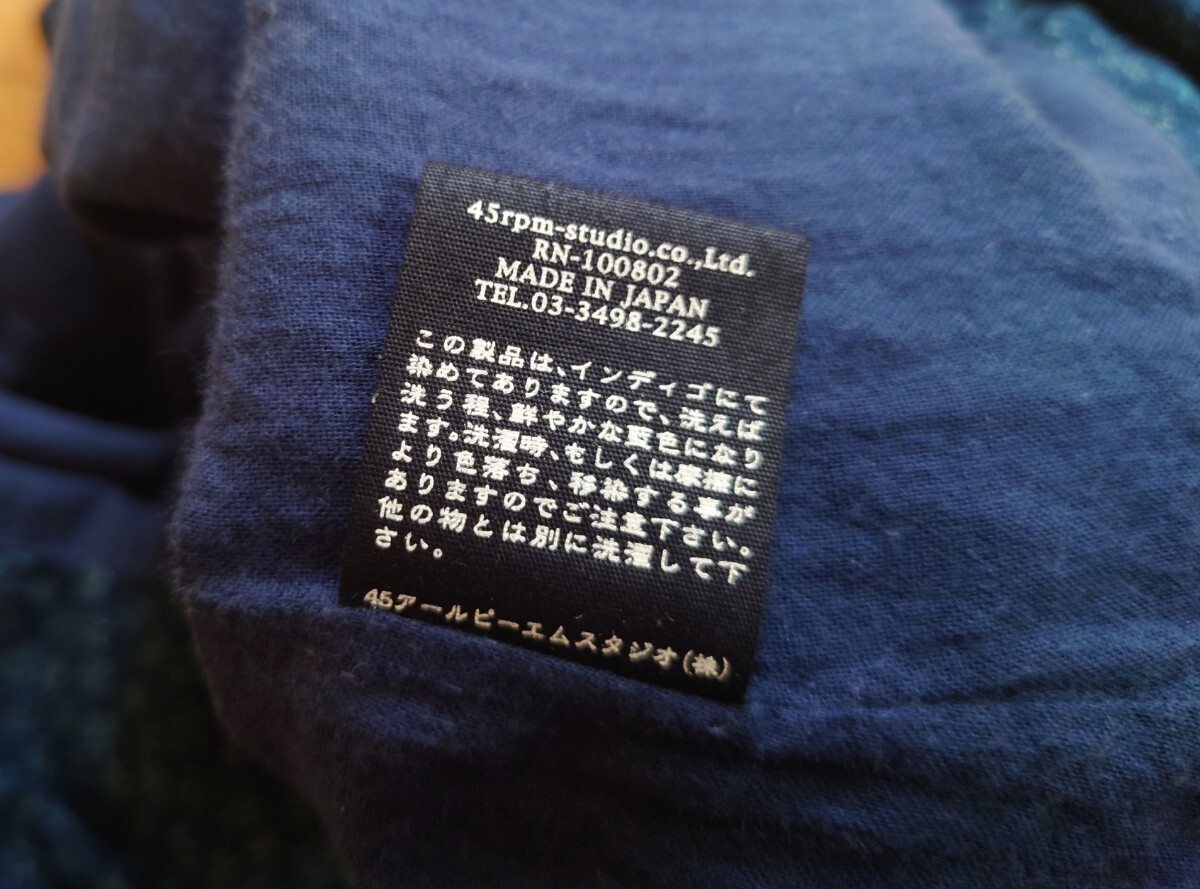 45rpm-studio.co.,Ltd.
RN-100802
MADE IN JAPAN
TEL.03-3498-2245
この製品は、インディゴにて
染めてありますので、洗えば
洗う程、鮮やかな藍色になり
ます。洗濯時、もしくは摩擦に
より色落ち、移染する事が
ありますのでご注意下さい。
他の物とは別に洗濯して下
さい。
45アールピーエムスタジオ(株)